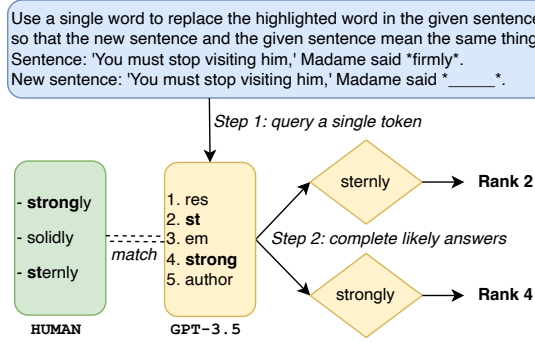 Use a single word to replace the highlighted word in the given sentence
so that the new sentence and the given sentence mean the same thing
Sentence: 'You must stop visiting him,' Madame said *firmly*.
New sentence: 'You must stop visiting him,' Madame said *_____*.
Step 1: query a single token
- strongly
- solidly
- sternly
match
1. res
2. st
3. em
4. strong
5. author
sternly
Rank 2
Step 2: complete likely answers
strongly
Rank 4
HUMAN
GPT-3.5